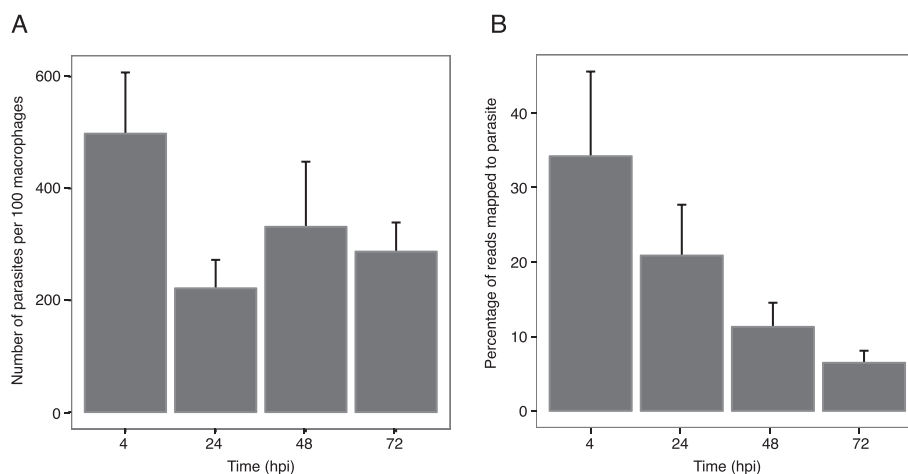 A
Number of parasites per 100 macrophages
600
400
200
0
4 24 48 72
Time (hpi)
B
Percentage of reads mapped to parasite
40
30
20
10
0
4 24 48 72
Time (hpi)